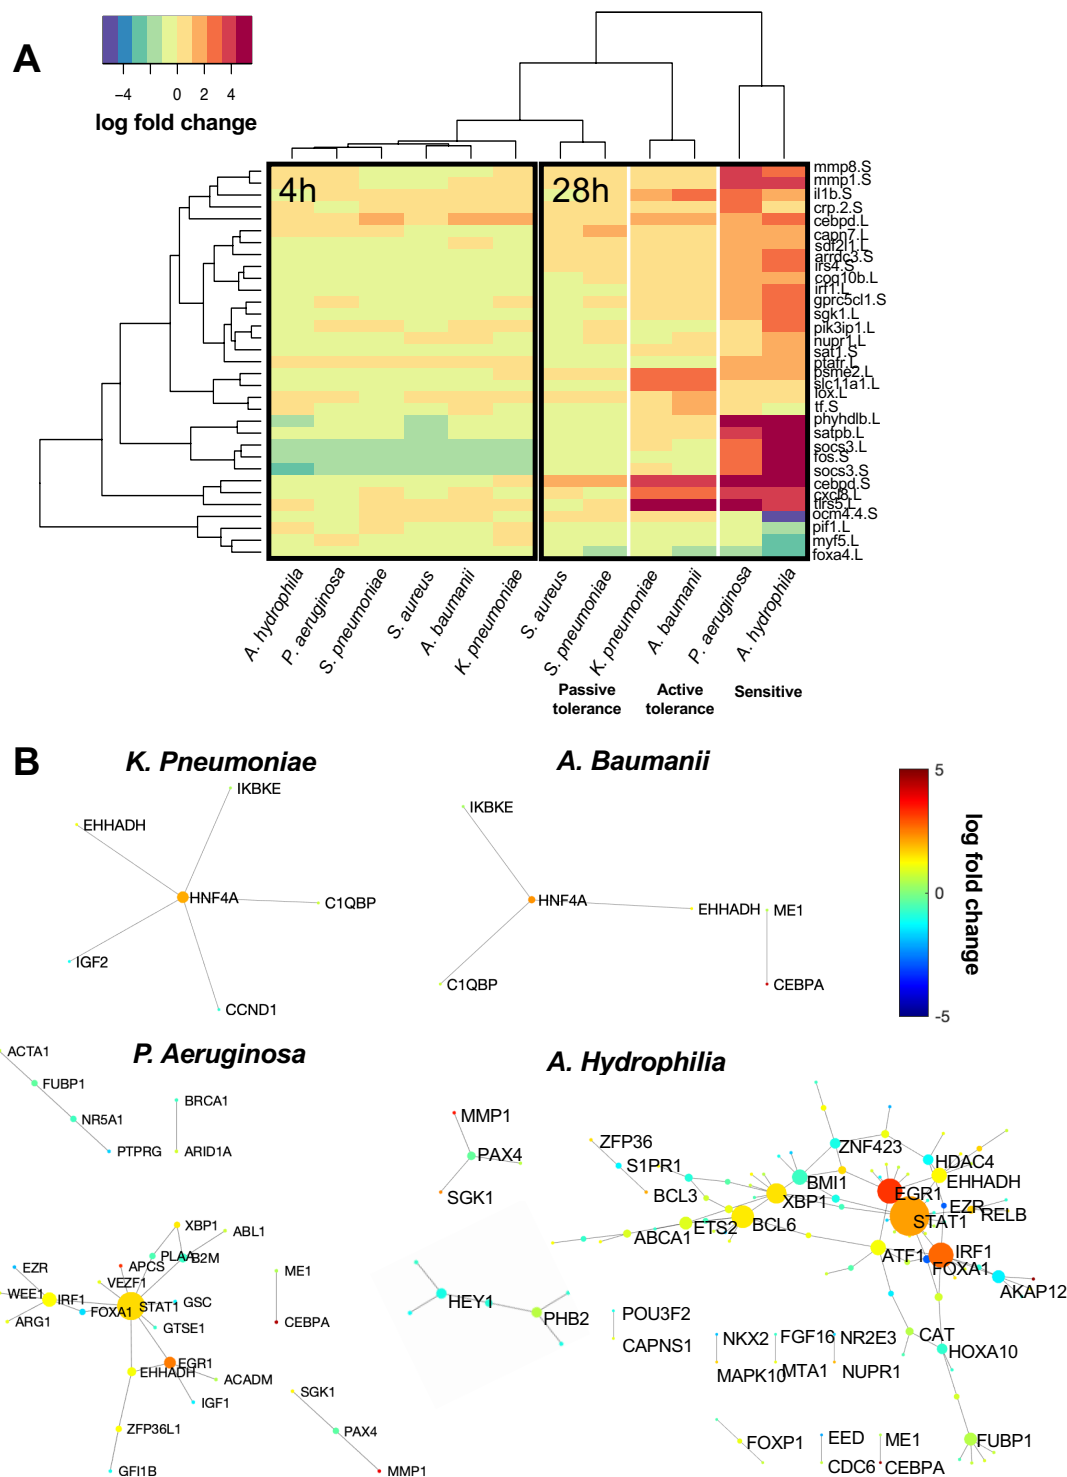 A
−4 0 2 4
log fold change
4h
28h
mmp8.S
mmp1.S
il1b.S
crp.2.S
cebpd.L
capn7.L
sdf2l1.L
arrdc3.S
irs4.S
coq10b.L
irf1.L
gprc5cl1.S
sgk1.L
pik3ip1.L
nupr1.L
sat1.S
ptafr.L
psme2.L
slc11a1.L
lox.L
tf.S
phyhdlb.L
satpb.L
socs3.L
fos.S
socs3.S
cebpd.S
cxcl8.L
tlrs5.L
ocm4.4.S
pif1.L
myf5.L
foxa4.L
A. hydrophila
P. aeruginosa
S. pneumoniae
S. aureus
A. baumanii
K. pneumoniae
S. aureus
S. pneumoniae
K. pneumoniae
A. baumanii
P. aeruginosa
A. hydrophila
Passive
tolerance
Active
tolerance
Sensitive
B
K. Pneumoniae
IKBKE
EHHADH
HNF4A
C1QBP
IGF2
CCND1
A. Baumanii
IKBKE
HNF4A
EHHADH
ME1
C1QBP
CEBPA
5
0
-5
log fold change
P. Aeruginosa
ACTA1
FUBP1
NR5A1
PTPRG
BRCA1
ARID1A
XBP1
ABL1
PLAA
B2M
EZR
APCS
VEZF1
WEE1
IRF1
FOXA1
STAT1
GSC
ARG1
GTSE1
ME1
CEBPA
EGR1
EHHADH
ACADM
IGF1
SGK1
ZFP36L1
PAX4
GFI1B
MMP1
A. Hydrophilia
MMP1
PAX4
SGK1
ZFP36
S1PR1
BCL3
ZNF423
BMI1
XBP1
HDAC4
EHHADH
EGR1
EZR
RELB
STAT1
ABCA1
ETS2
BCL6
ATF1
IRF1
FOXA1
AKAP12
HEY1
PHB2
POU3F2
CAPNS1
NKX2
MAPK10
FGF16
MTA1
NR2E3
NUPR1
CAT
HOXA10
FOXP1
EED
CDC6
ME1
CEBPA
FUBP1